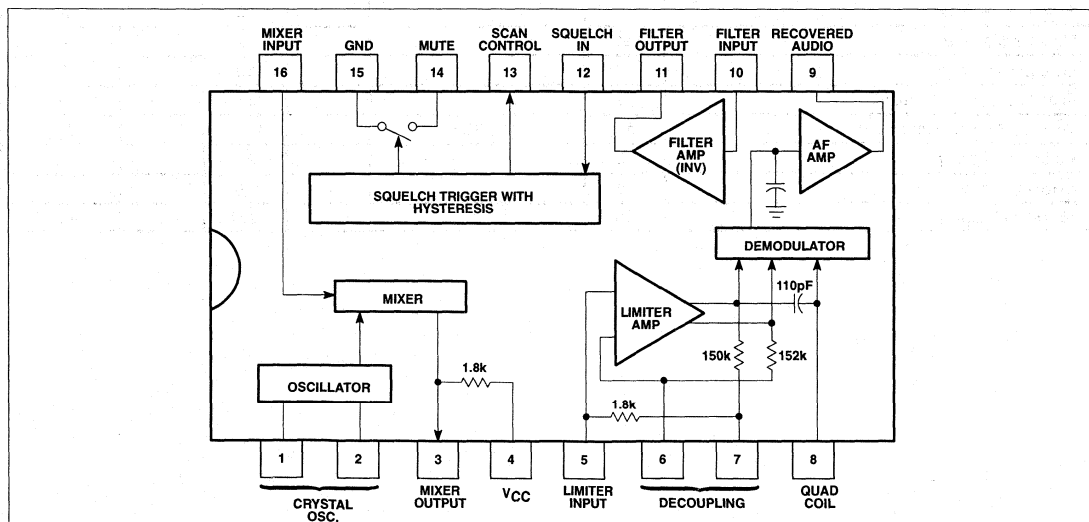 MIXER INPUT
GND
MUTE
SCAN CONTROL
SQUELCH IN
FILTER OUTPUT
FILTER INPUT
RECOVERED AUDIO
16
15
14
13
12
11
10
9
FILTER AMP (INV)
AF AMP
SQUELCH TRIGGER WITH HYSTERESIS
DEMODULATOR
110pF
MIXER
LIMITER AMP
150k
152k
1.8k
OSCILLATOR
1.8k
1
2
3
4
5
6
7
8
CRYSTAL OSC.
MIXER OUTPUT
VCC
LIMITER INPUT
DECOUPLING
QUAD COIL